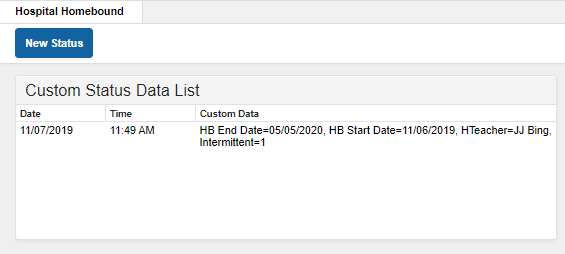 Hospital Homebound
New Status
Custom Status Data List
Date Time Custom Data
11/07/2019 11:49 AM HB End Date=05/05/2020, HB Start Date=11/06/2019, HTeacher=JJ Bing,
Intermittent=1